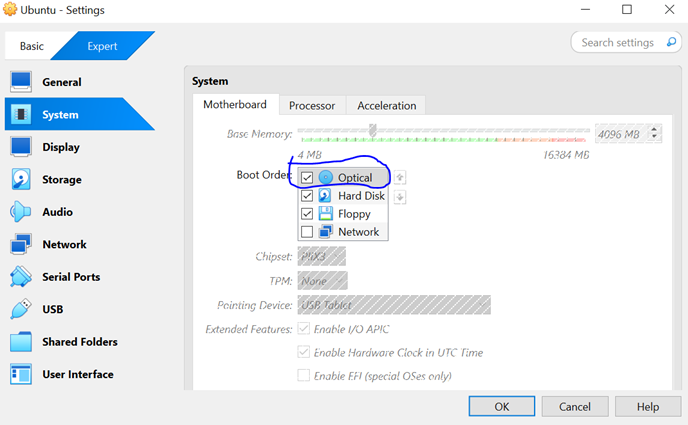 Ubuntu - Settings
Basic
Expert
Search settings
General
System
Display
Storage
Audio
Network
Serial Ports
USB
Shared Folders
User Interface
System
Motherboard Processor Acceleration
Base Memory: 4096 MB
4 MB 16384 MB
Boot Order: Optical
Hard Disk
Floppy
Network
Chipset: PIIX3
TPM: None
Pointing Device: USB Tablet
Extended Features: Enable I/O APIC
Enable Hardware Clock in UTC Time
Enable EFI (special OSes only)
OK Cancel Help